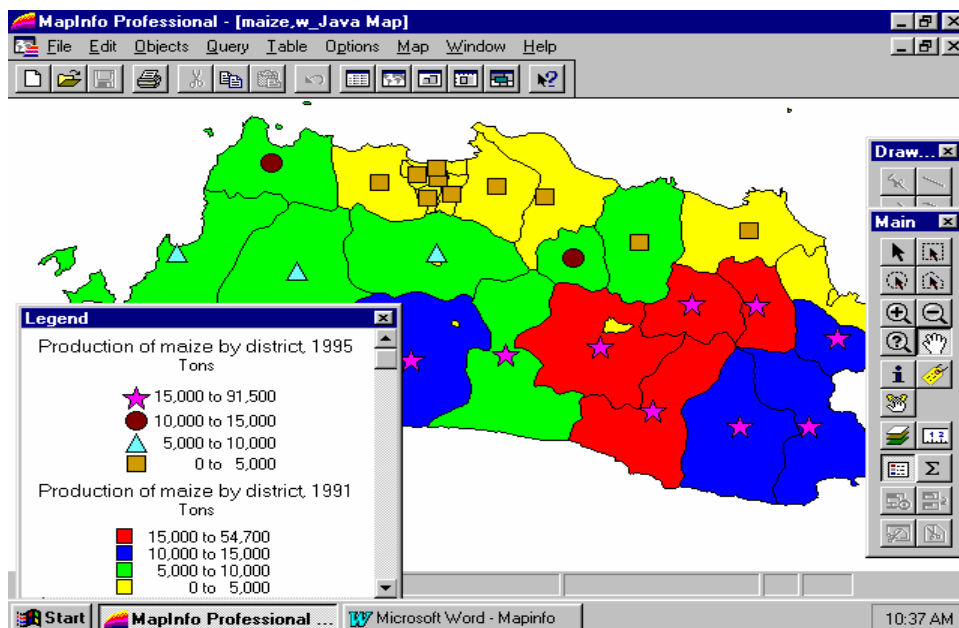 MapInfo Professional - [maize,w_Java Map]
File Edit Objects Query Table Options Map Window Help
Draw...
Main
Legend
Production of maize by district, 1995
Tons
15,000 to 91,500
10,000 to 15,000
5,000 to 10,000
0 to 5,000
Production of maize by district, 1991
Tons
15,000 to 54,700
10,000 to 15,000
5,000 to 10,000
0 to 5,000
Start MapInfo Professional ... Microsoft Word - Mapinfo 10:37 AM